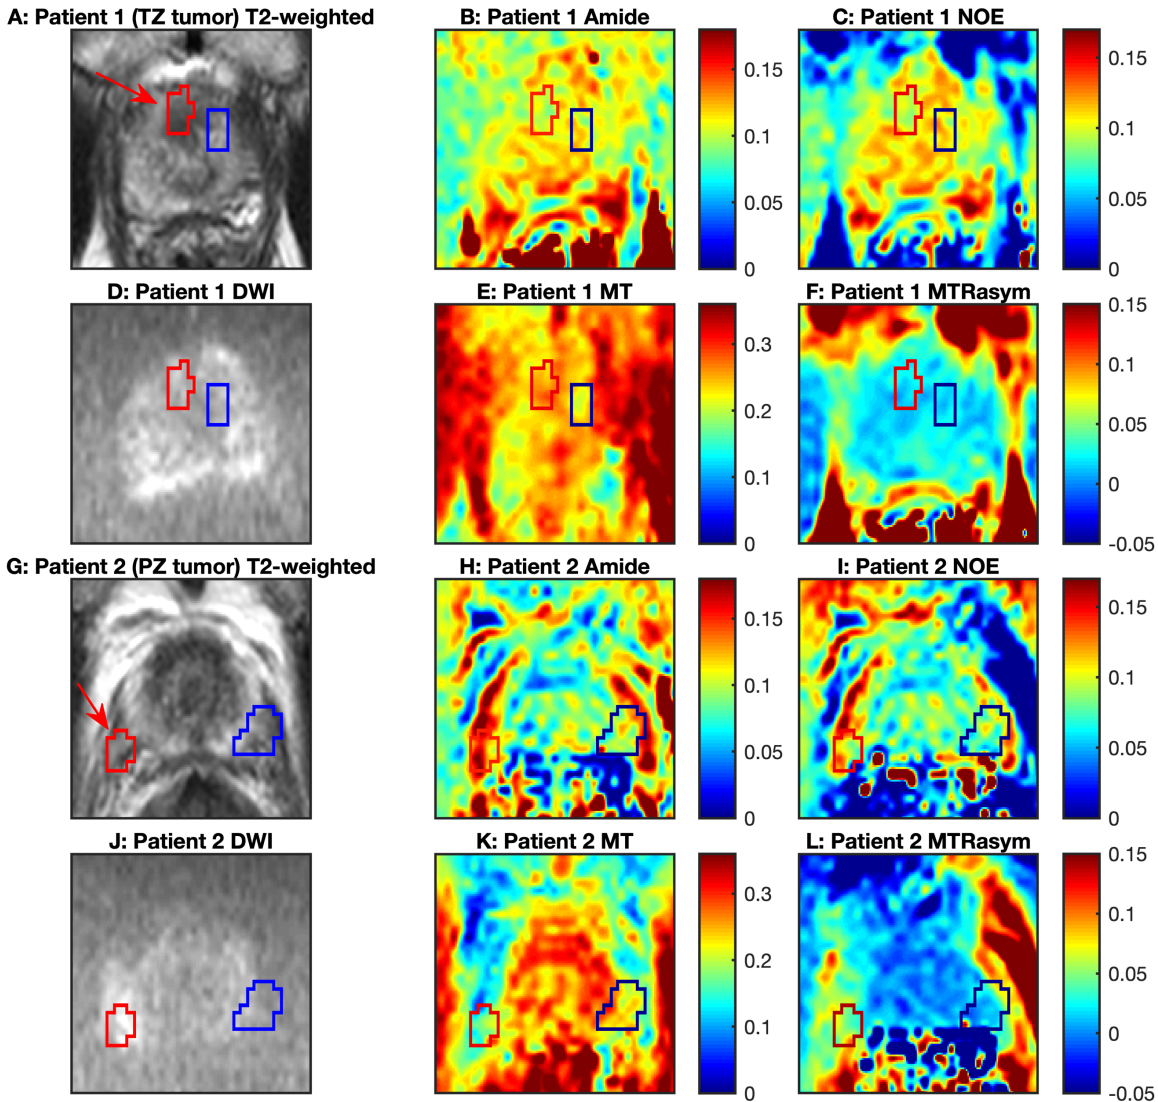 A: Patient 1 (TZ tumor) T2-weighted
B: Patient 1 Amide
C: Patient 1 NOE
0.15
0.1
0.05
0
0.15
0.1
0.05
0
D: Patient 1 DWI
E: Patient 1 MT
F: Patient 1 MTRasym
0.3
0.2
0.1
0
0.15
0.1
0.05
0
-0.05
G: Patient 2 (PZ tumor) T2-weighted
H: Patient 2 Amide
I: Patient 2 NOE
0.15
0.1
0.05
0
0.15
0.1
0.05
0
J: Patient 2 DWI
K: Patient 2 MT
L: Patient 2 MTRasym
0.3
0.2
0.1
0
0.15
0.1
0.05
0
-0.05